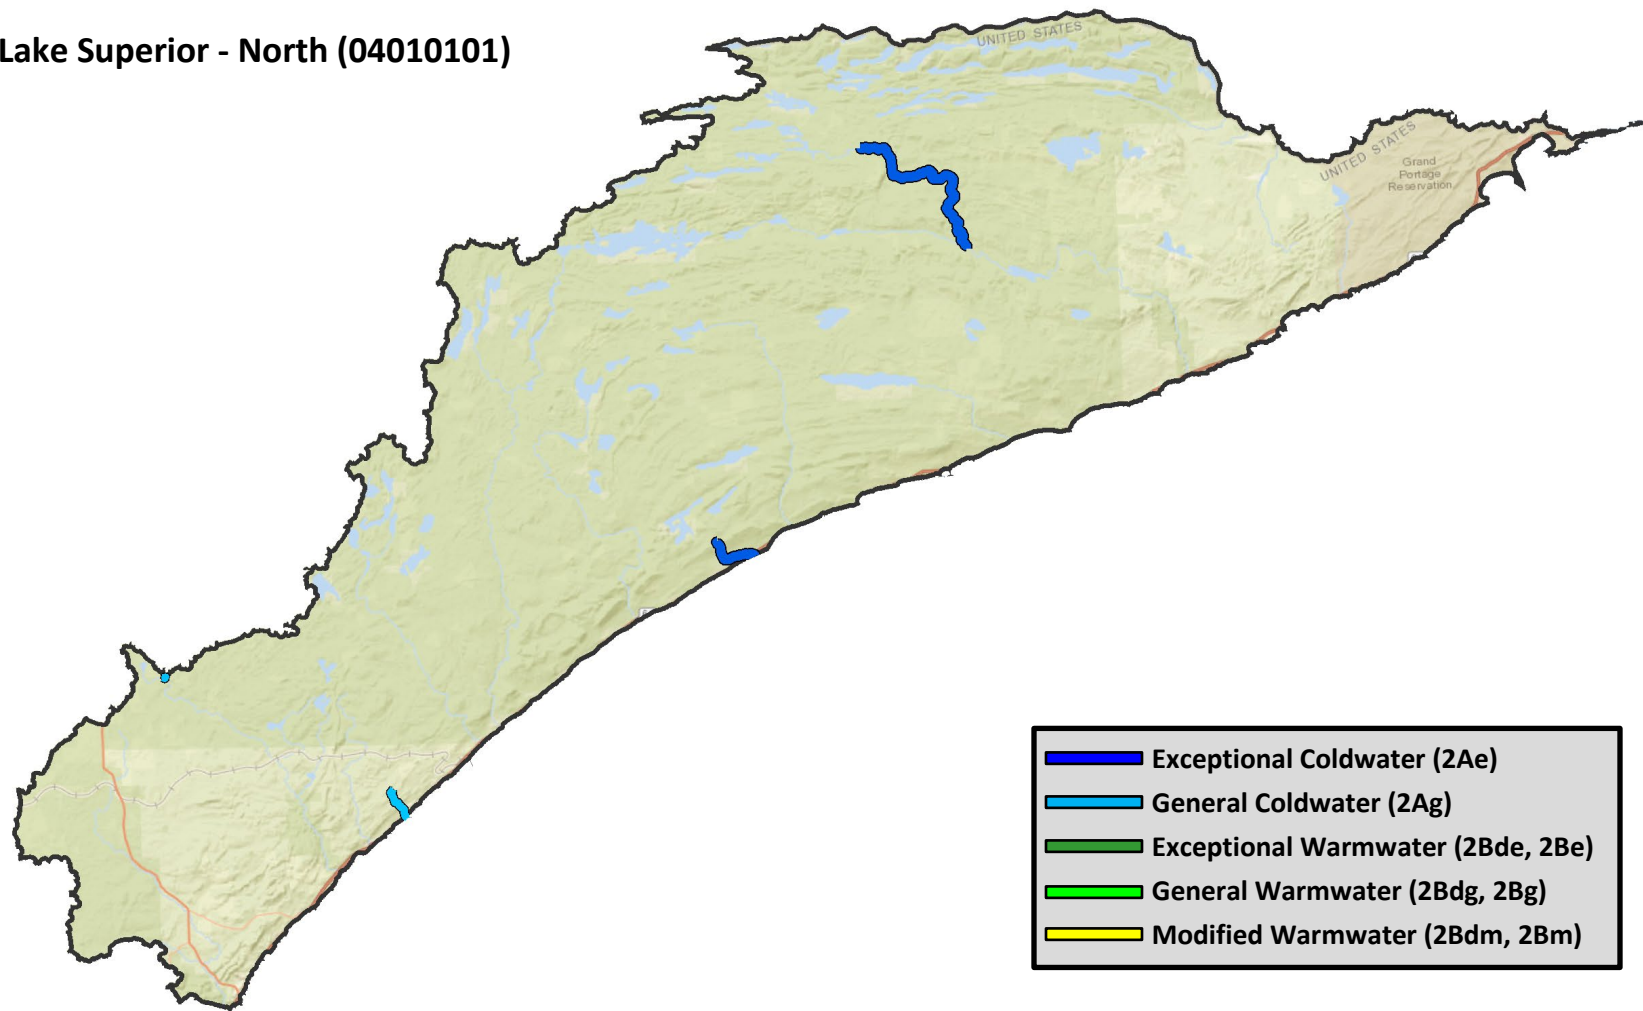 Lake Superior - North (04010101)
UNITED STATES
UNITED STATES
Grand
Portage
Reservation
Exceptional Coldwater (2Ae)
General Coldwater (2Ag)
Exceptional Warmwater (2Bde, 2Be)
General Warmwater (2Bdg, 2Bg)
Modified Warmwater (2Bdm, 2Bm)